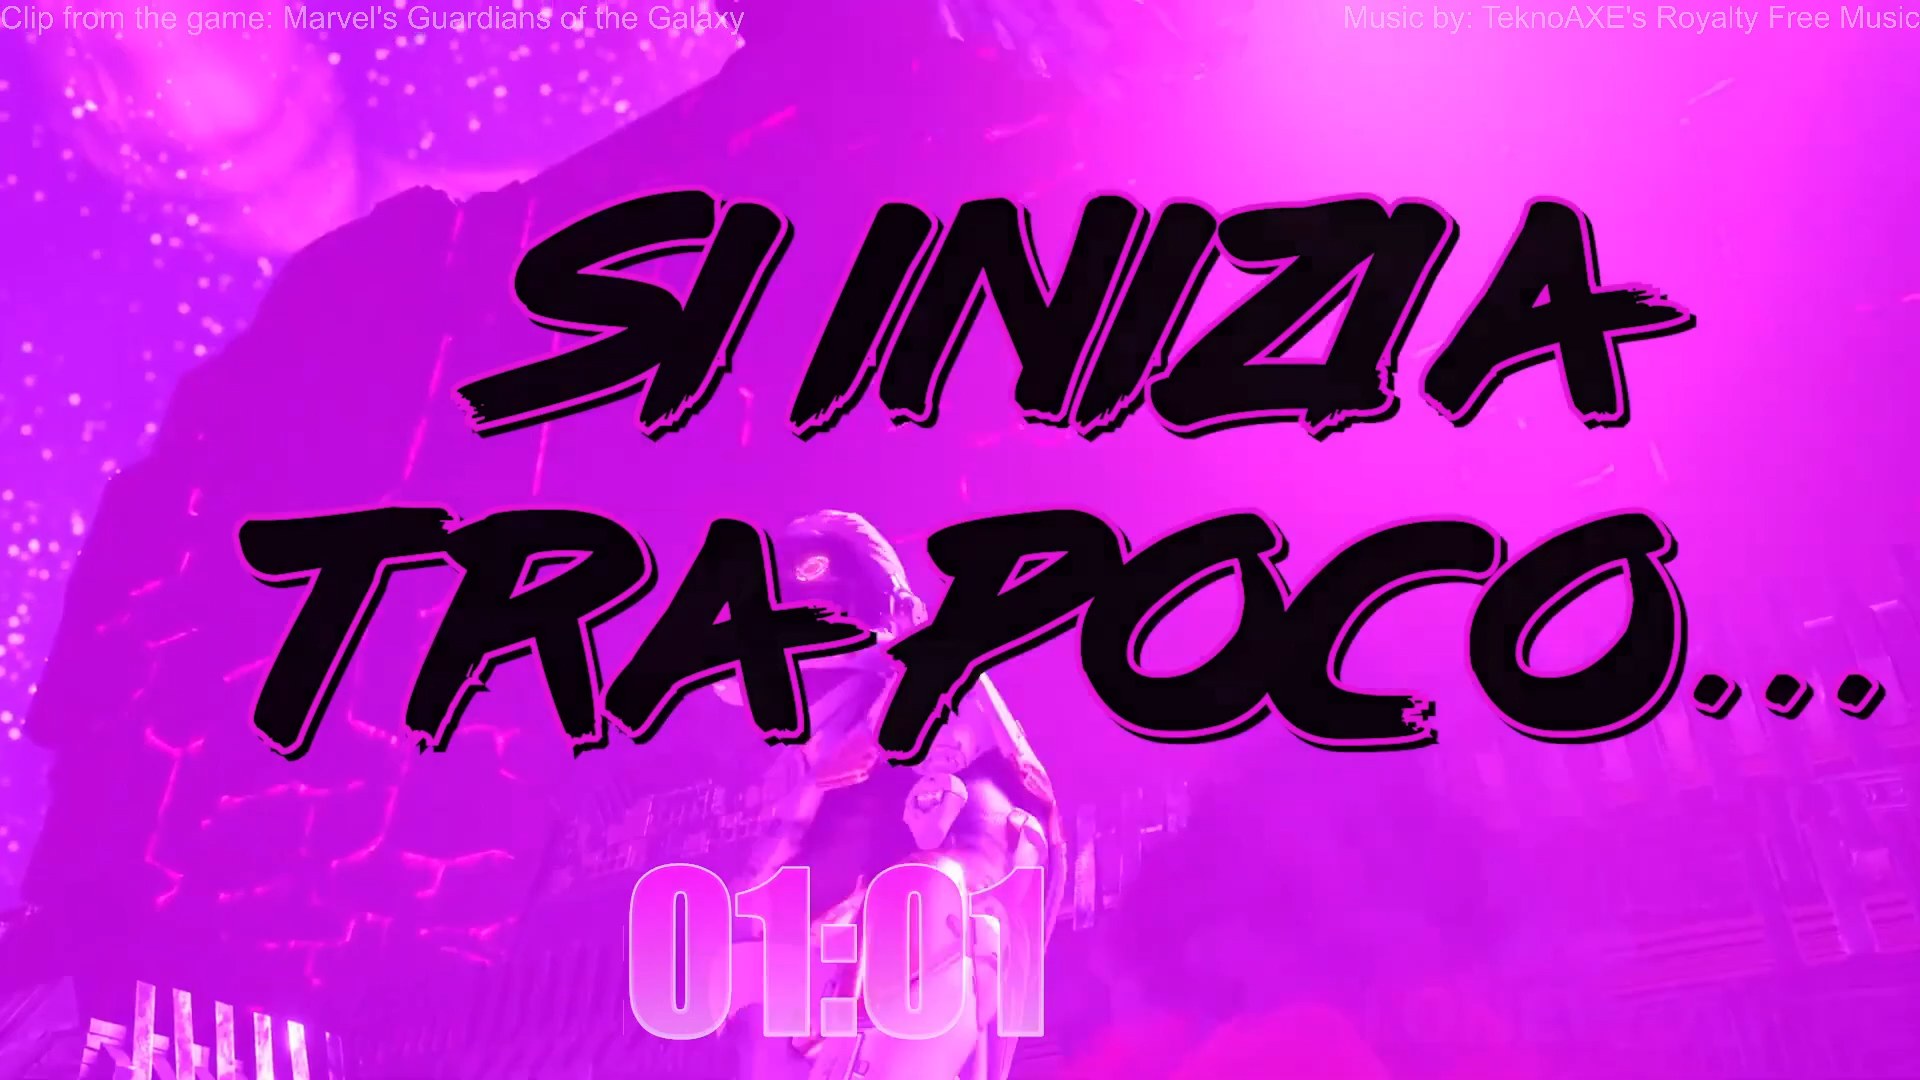 Clip from the game: Marvel's Guardians of the Galaxy
Music by: TeknoAXE's Royalty Free Music
SI INIZIA
TRA POCO...
01:01